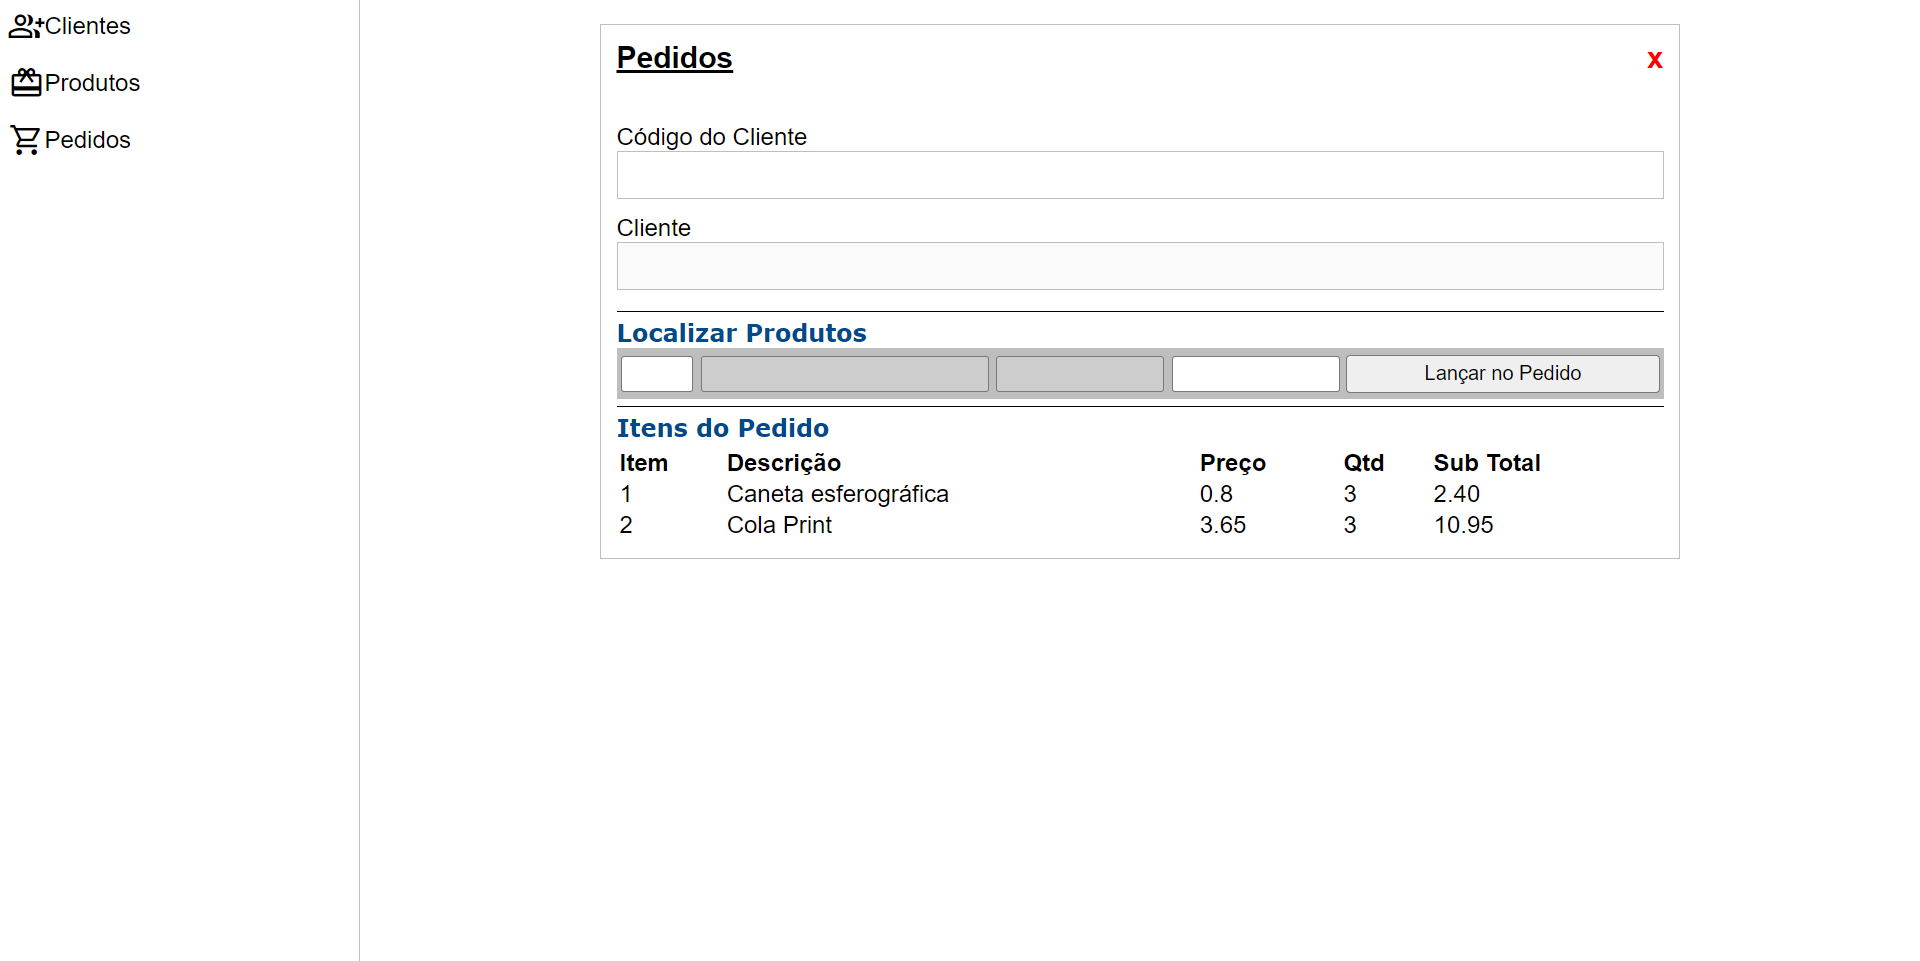 Clientes
Produtos
Pedidos
Pedidos x
Código do Cliente
Cliente
Localizar Produtos
Lançar no Pedido
Itens do Pedido
Item Descrição Preço Qtd Sub Total
1 Caneta esferográfica 0.8 3 2.40
2 Cola Print 3.65 3 10.95